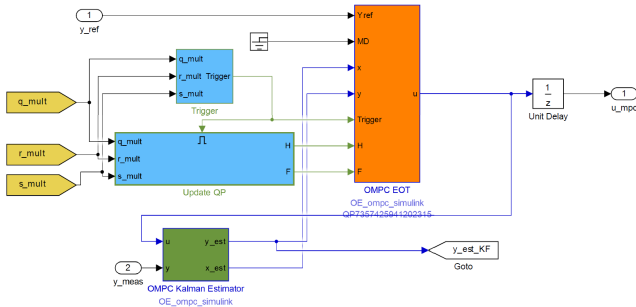 1
y_ref
q_mult
r_mult
s_mult
q_mult
r_mult Trigger
s_mult
Trigger
q_mult
r_mult
s_mult
H
F
Update QP
Yref
MD
x
y
u
Trigger
H
F
OMPC EOT
OE_ompc_simulink
QP7357425941202315
1
z
Unit Delay
1
u_mpc
2
y_meas
u
y
y_est
x_est
OMPC Kalman Estimator
OE_ompc_simulink
y_est_KF
Goto